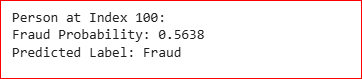 Person at Index 100:
Fraud Probability: 0.5638
Predicted Label: Fraud